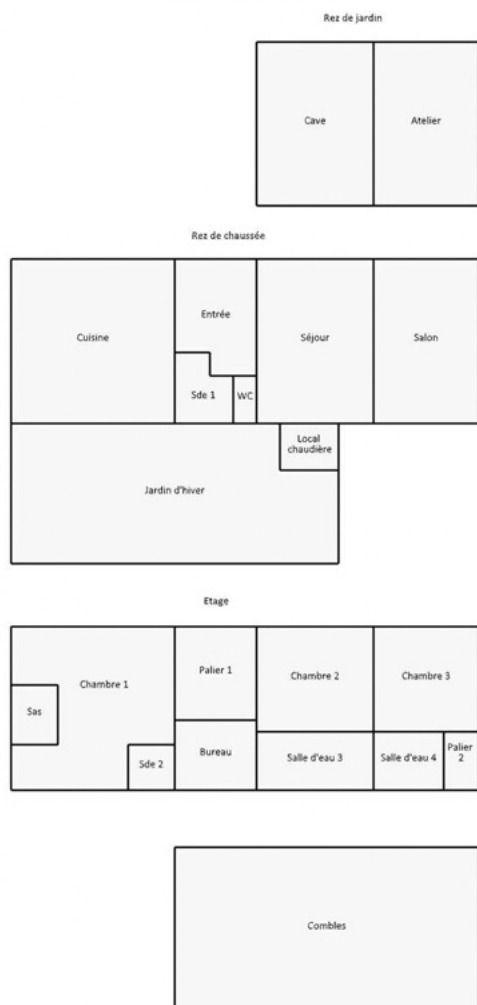 Rez de jardin
Cave
Atelier
Rez de chaussée
Cuisine
Entrée
Séjour
Salon
Sde 1
WC
Local
chaudière
Jardin d'hiver
Etage
Chambre 1
Palier 1
Chambre 2
Chambre 3
Sas
Sde 2
Bureau
Salle d'eau 3
Salle d'eau 4
Palier
2
Combles